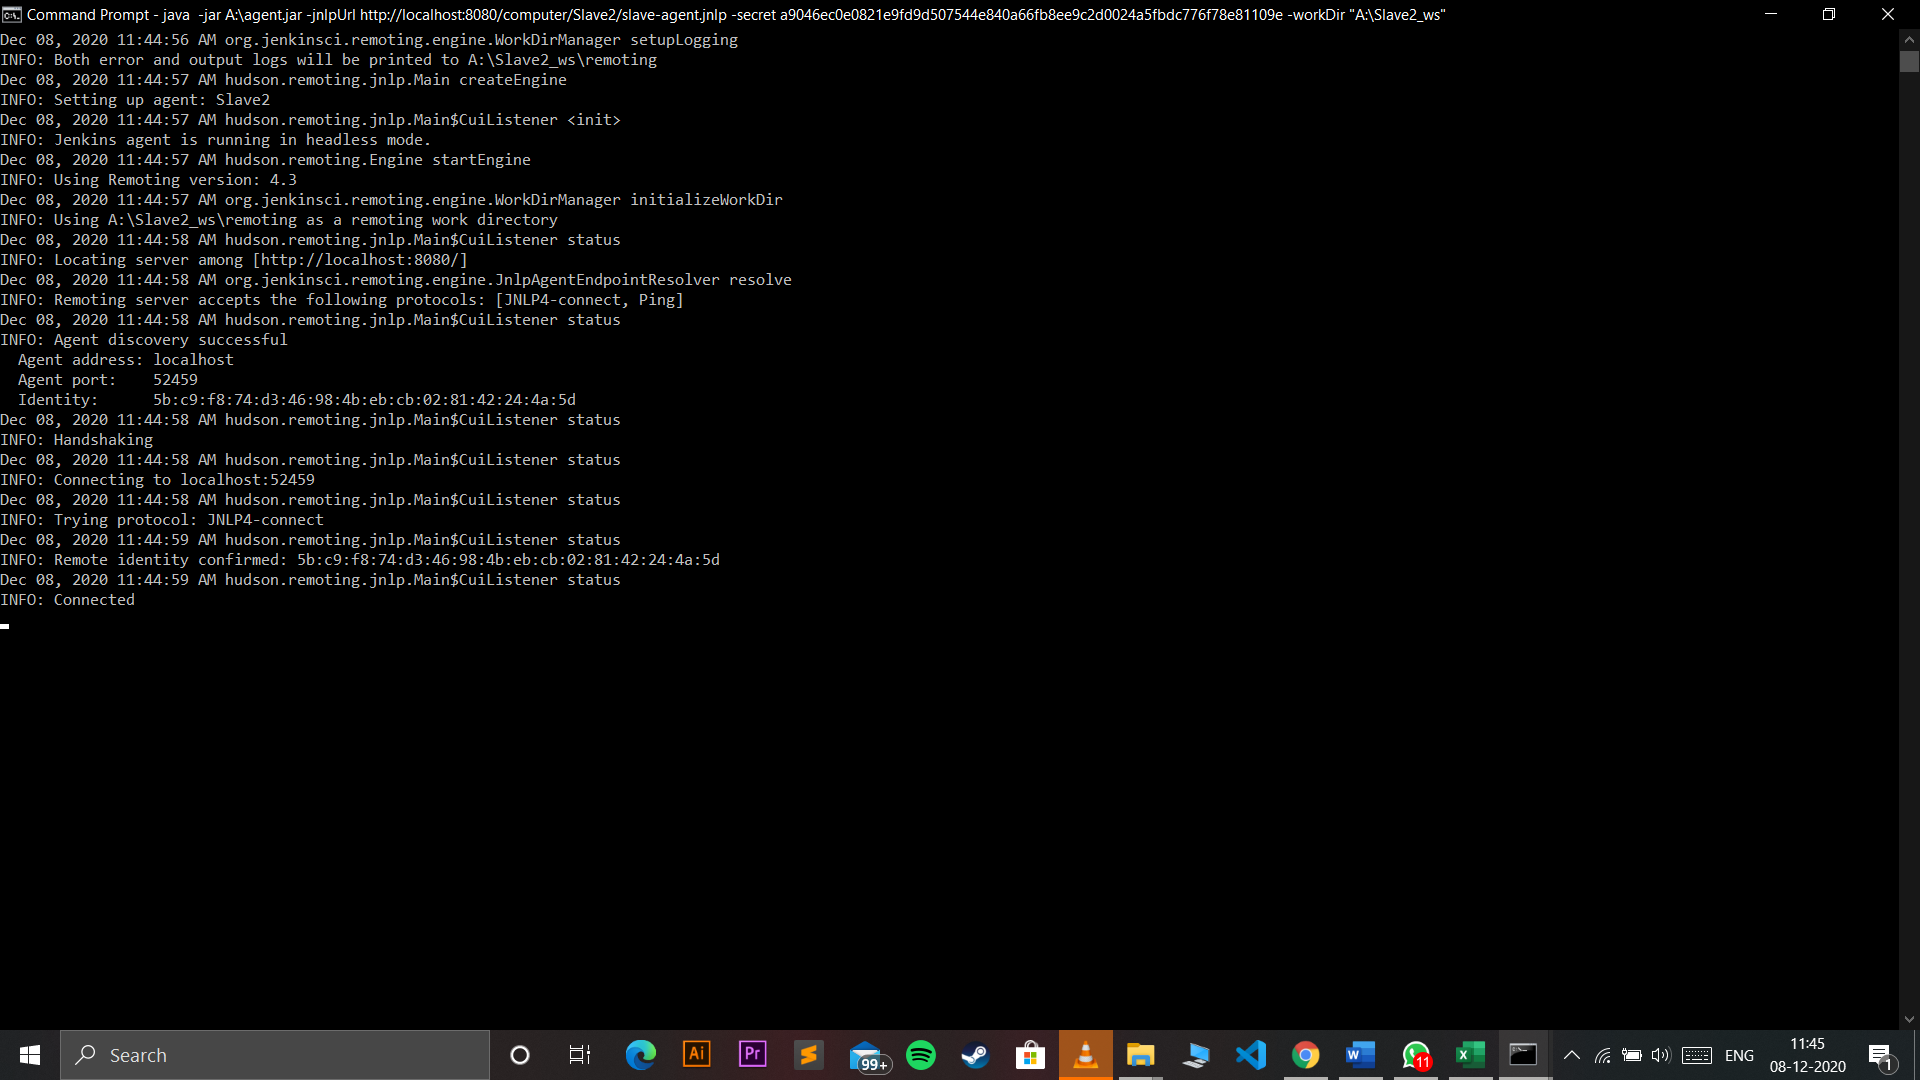 Command Prompt - java  -jar A:\agent.jar -jnlpUrl http://localhost:8080/computer/Slave2/slave-agent.jnlp -secret a9046ec0e0821e9fd9d507544e840a66fb8ee9c2d0024a5fbdc776f78e81109e -workDir "A:\Slave2_ws"
Dec 08, 2020 11:44:56 AM org.jenkinsci.remoting.engine.WorkDirManager setupLogging
INFO: Both error and output logs will be printed to A:\Slave2_ws\remoting
Dec 08, 2020 11:44:57 AM hudson.remoting.jnlp.Main createEngine
INFO: Setting up agent: Slave2
Dec 08, 2020 11:44:57 AM hudson.remoting.jnlp.Main$CuiListener <init>
INFO: Jenkins agent is running in headless mode.
Dec 08, 2020 11:44:57 AM hudson.remoting.Engine startEngine
INFO: Using Remoting version: 4.3
Dec 08, 2020 11:44:57 AM org.jenkinsci.remoting.engine.WorkDirManager initializeWorkDir
INFO: Using A:\Slave2_ws\remoting as a remoting work directory
Dec 08, 2020 11:44:58 AM hudson.remoting.jnlp.Main$CuiListener status
INFO: Locating server among [http://localhost:8080/]
Dec 08, 2020 11:44:58 AM org.jenkinsci.remoting.engine.JnlpAgentEndpointResolver resolve
INFO: Remoting server accepts the following protocols: [JNLP4-connect, Ping]
Dec 08, 2020 11:44:58 AM hudson.remoting.jnlp.Main$CuiListener status
INFO: Agent discovery successful
  Agent address: localhost
  Agent port:    52459
  Identity:      5b:c9:f8:74:d3:46:98:4b:eb:cb:02:81:42:24:4a:5d
Dec 08, 2020 11:44:58 AM hudson.remoting.jnlp.Main$CuiListener status
INFO: Handshaking
Dec 08, 2020 11:44:58 AM hudson.remoting.jnlp.Main$CuiListener status
INFO: Connecting to localhost:52459
Dec 08, 2020 11:44:58 AM hudson.remoting.jnlp.Main$CuiListener status
INFO: Trying protocol: JNLP4-connect
Dec 08, 2020 11:44:59 AM hudson.remoting.jnlp.Main$CuiListener status
INFO: Remote identity confirmed: 5b:c9:f8:74:d3:46:98:4b:eb:cb:02:81:42:24:4a:5d
Dec 08, 2020 11:44:59 AM hudson.remoting.jnlp.Main$CuiListener status
INFO: Connected
Search
Ai
Pr
99+
11
ENG
11:45
08-12-2020
1